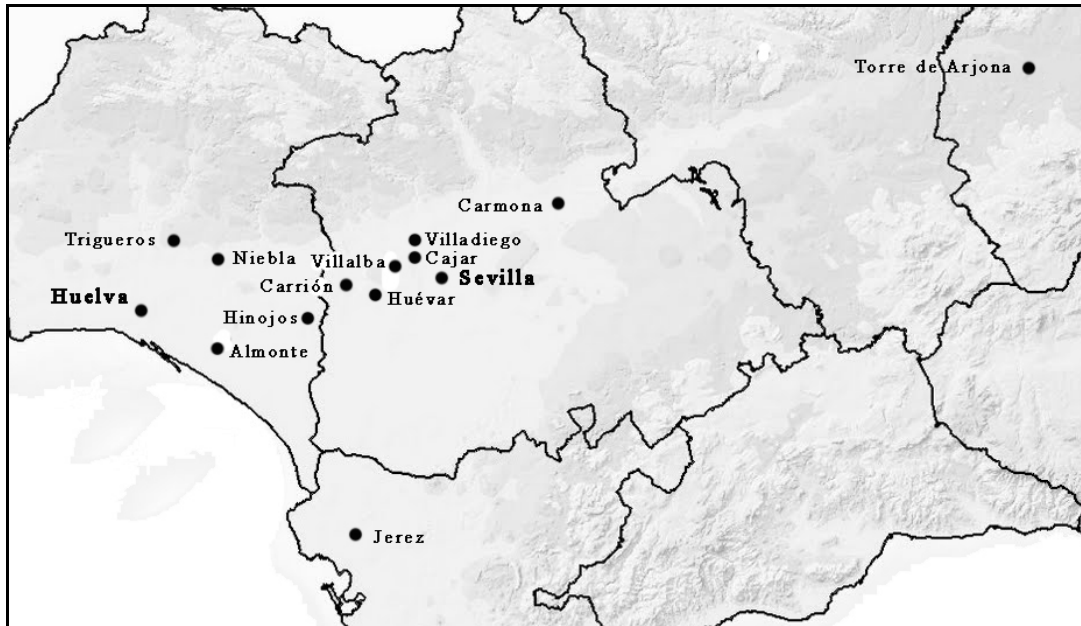 Torre de Arjona
Carmona
Trigueros
Villadiego
Niebla
Villalba
Cajar
Sevilla
Carrión
Huelva
Huévar
Hinojos
Almonte
Jerez